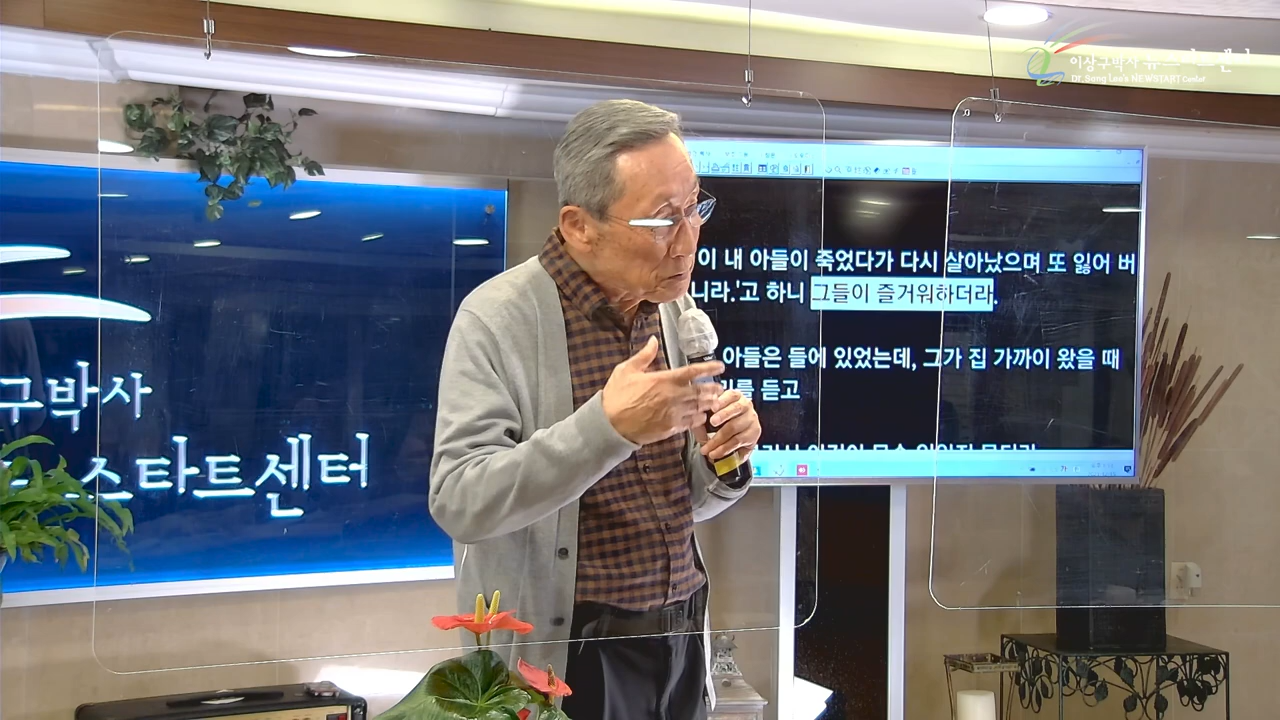 이상구박사 뉴스타트센터
Dr. Sang Lee's NEWSTART Center
이 내 아들이 죽었다가 다시 살아났으며 또 잃어 버
니라.'고 하니 그들이 즐거워하더라.
아들은 들에 있었는데, 그가 집 가까이 왔을 때
를 듣고
구박사
스타트센터